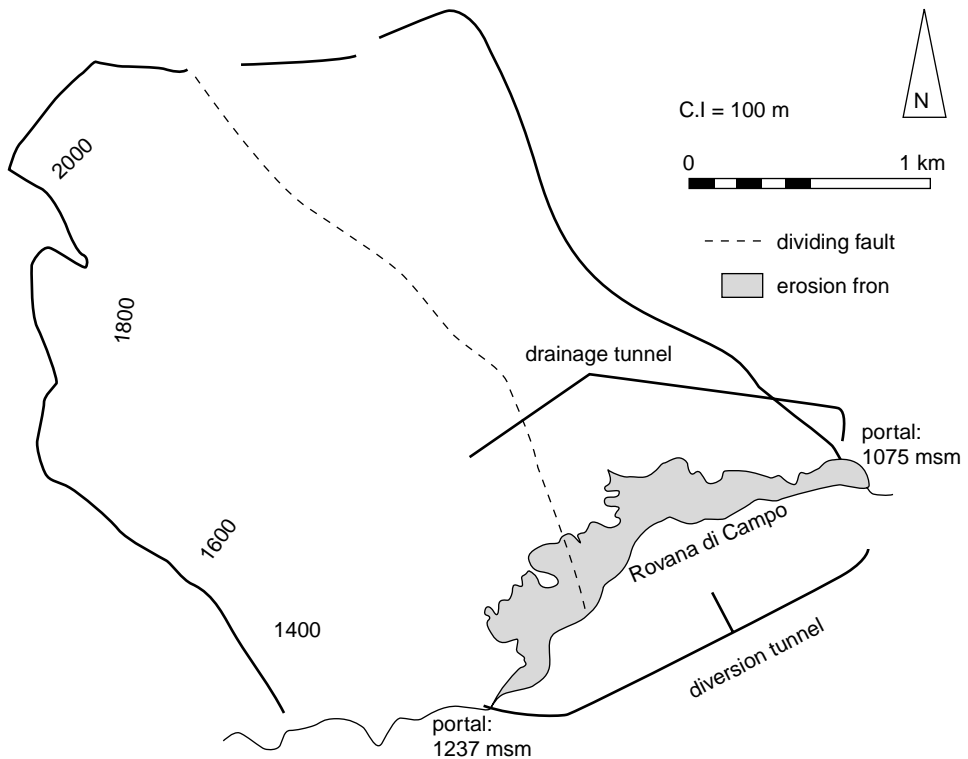 N
C.I = 100 m
0 1 km
dividing fault
erosion fron
2000
1800
1600
1400
drainage tunnel
portal:
1075 msm
Rovana di Campo
diversion tunnel
portal:
1237 msm